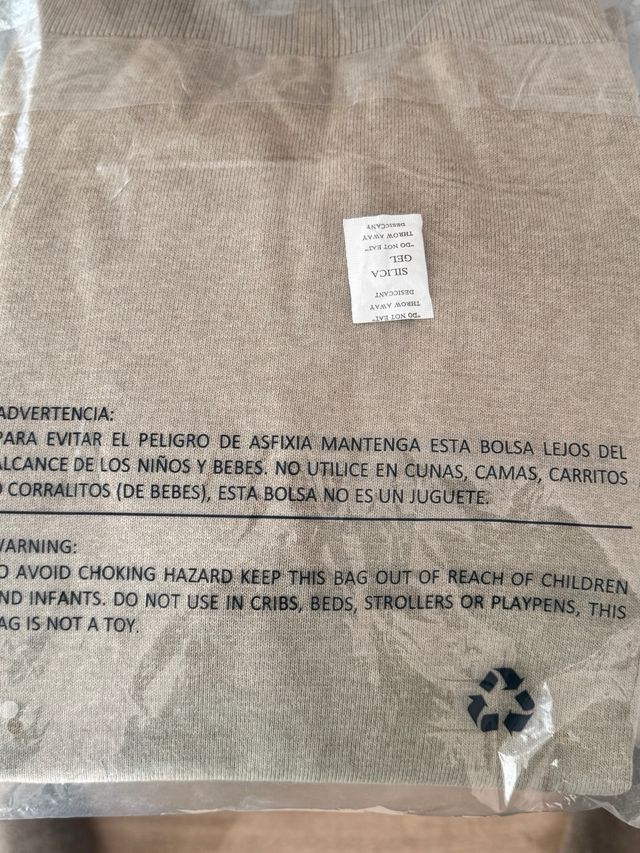 "DO NOT EAT"
THROW AWAY
DESICCANT
SILICA
GEL
"DO NOT EAT"
THROW AWAY
DESICCANT
ADVERTENCIA:
PARA EVITAR EL PELIGRO DE ASFIXIA MANTENGA ESTA BOLSA LEJOS DEL
ALCANCE DE LOS NIÑOS Y BEBES. NO UTILICE EN CUNAS, CAMAS, CARRITOS
O CORRALITOS (DE BEBES), ESTA BOLSA NO ES UN JUGUETE.
WARNING:
O AVOID CHOKING HAZARD KEEP THIS BAG OUT OF REACH OF CHILDREN
ND INFANTS. DO NOT USE IN CRIBS, BEDS, STROLLERS OR PLAYPENS, THIS
AG IS NOT A TOY.